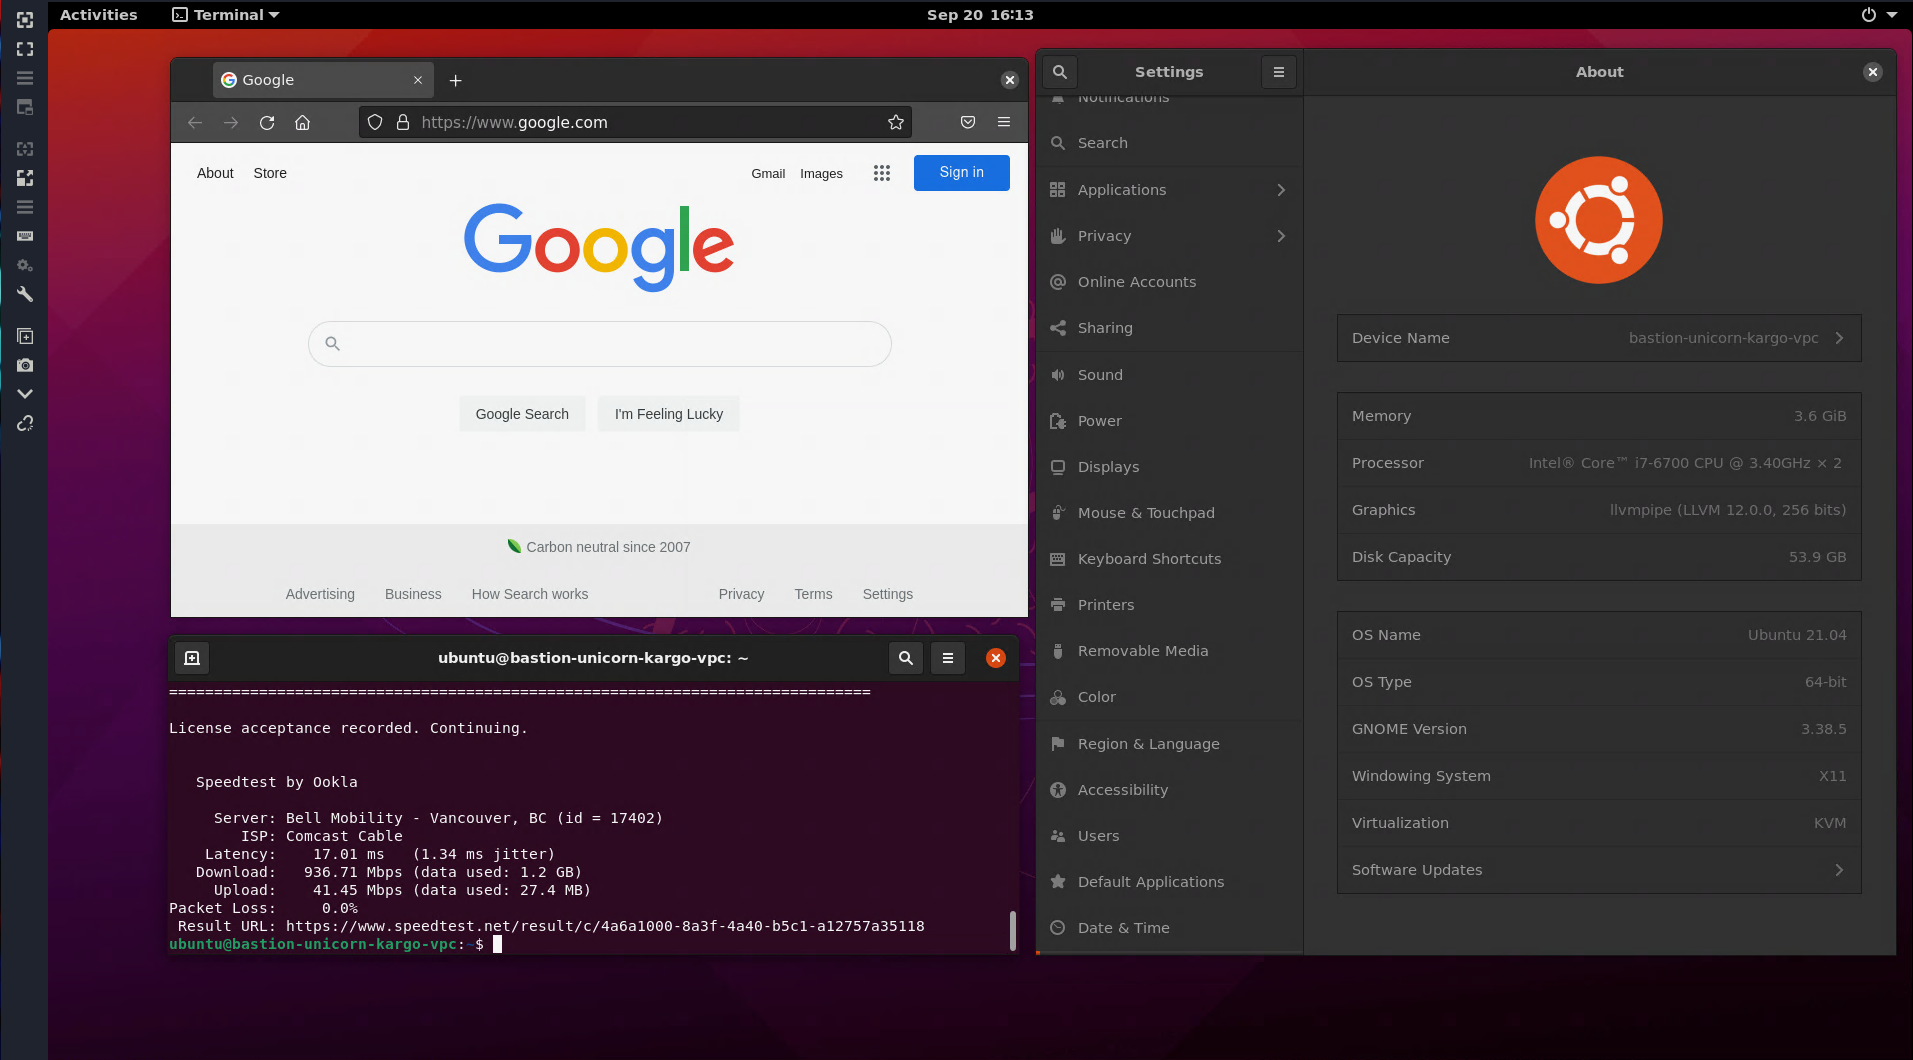 Activities
Terminal
Sep 20 16:13
Google
https://www.google.com
About Store
Gmail Images Sign in
Google
Google Search I'm Feeling Lucky
Carbon neutral since 2007
Advertising Business How Search works Privacy Terms Settings
ubuntu@bastion-unicorn-kargo-vpc: ~
==============================================================================
License acceptance recorded. Continuing.
Speedtest by Ookla
Server: Bell Mobility - Vancouver, BC (id = 17402)
ISP: Comcast Cable
Latency: 17.01 ms (1.34 ms jitter)
Download: 936.71 Mbps (data used: 1.2 GB)
Upload: 41.45 Mbps (data used: 27.4 MB)
Packet Loss: 0.0%
Result URL: https://www.speedtest.net/result/c/4a6a1000-8a3f-4a40-b5c1-a12757a35118
ubuntu@bastion-unicorn-kargo-vpc:~$
Settings
Notifications
Search
Applications
Privacy
Online Accounts
Sharing
Sound
Power
Displays
Mouse & Touchpad
Keyboard Shortcuts
Printers
Removable Media
Color
Region & Language
Accessibility
Users
Default Applications
Date & Time
About
Device Name bastion-unicorn-kargo-vpc
Memory 3.6 GiB
Processor Intel® Core™ i7-6700 CPU @ 3.40GHz × 2
Graphics llvmpipe (LLVM 12.0.0, 256 bits)
Disk Capacity 53.9 GB
OS Name Ubuntu 21.04
OS Type 64-bit
GNOME Version 3.38.5
Windowing System X11
Virtualization KVM
Software Updates